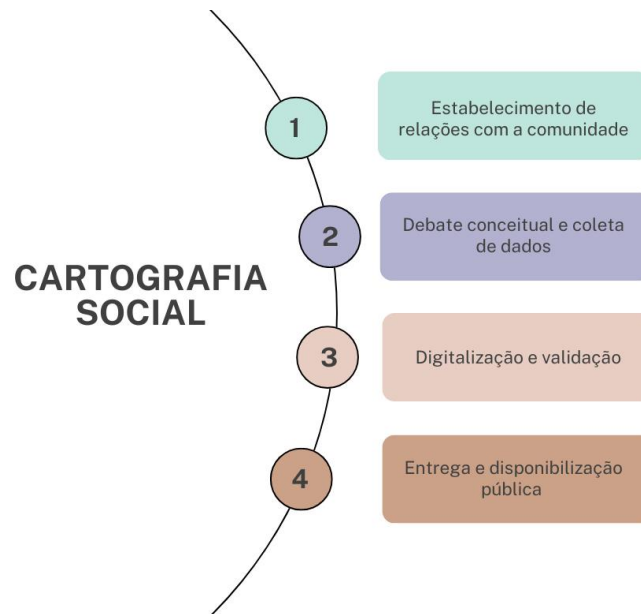 CARTOGRAFIA
SOCIAL
1
Estabelecimento de
relações com a comunidade
2
Debate conceitual e coleta
de dados
3
Digitalização e validação
4
Entrega e disponibilização
pública